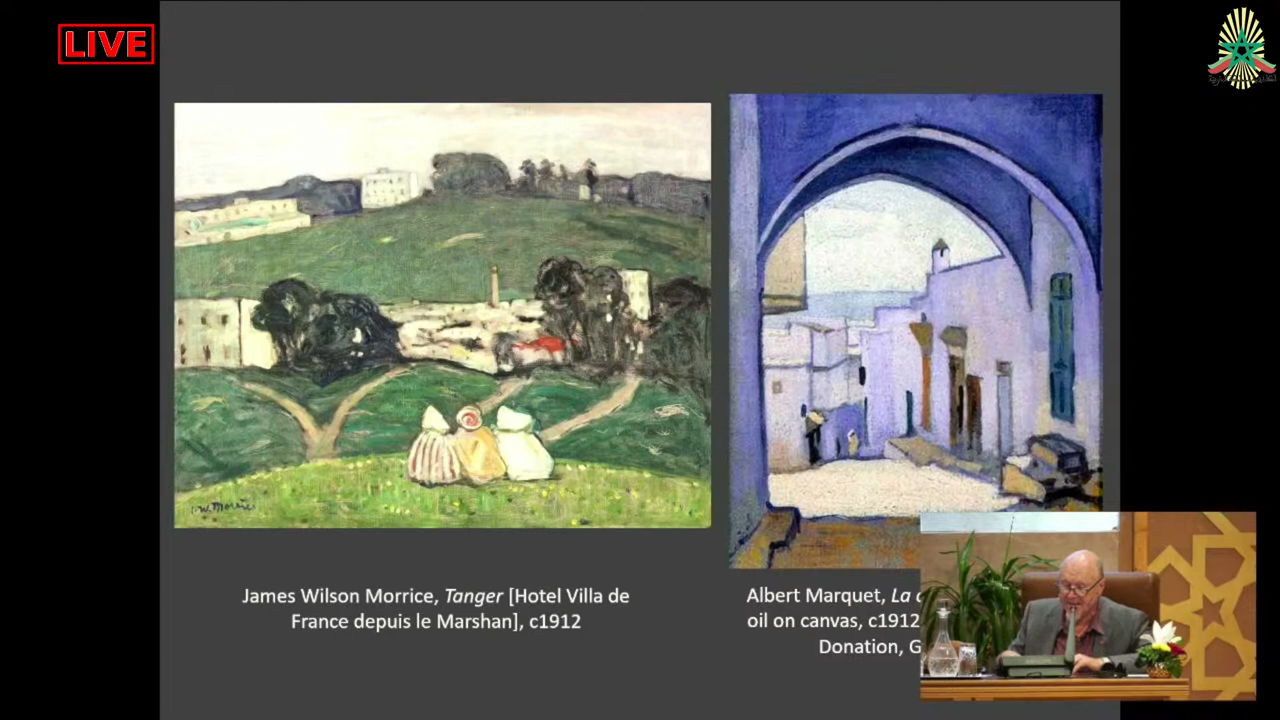 LIVE
J.W. Morrice
James Wilson Morrice, Tanger [Hotel Villa de
France depuis le Marshan], c1912
Albert Marquet, La
oil on canvas, c1912
Donation,